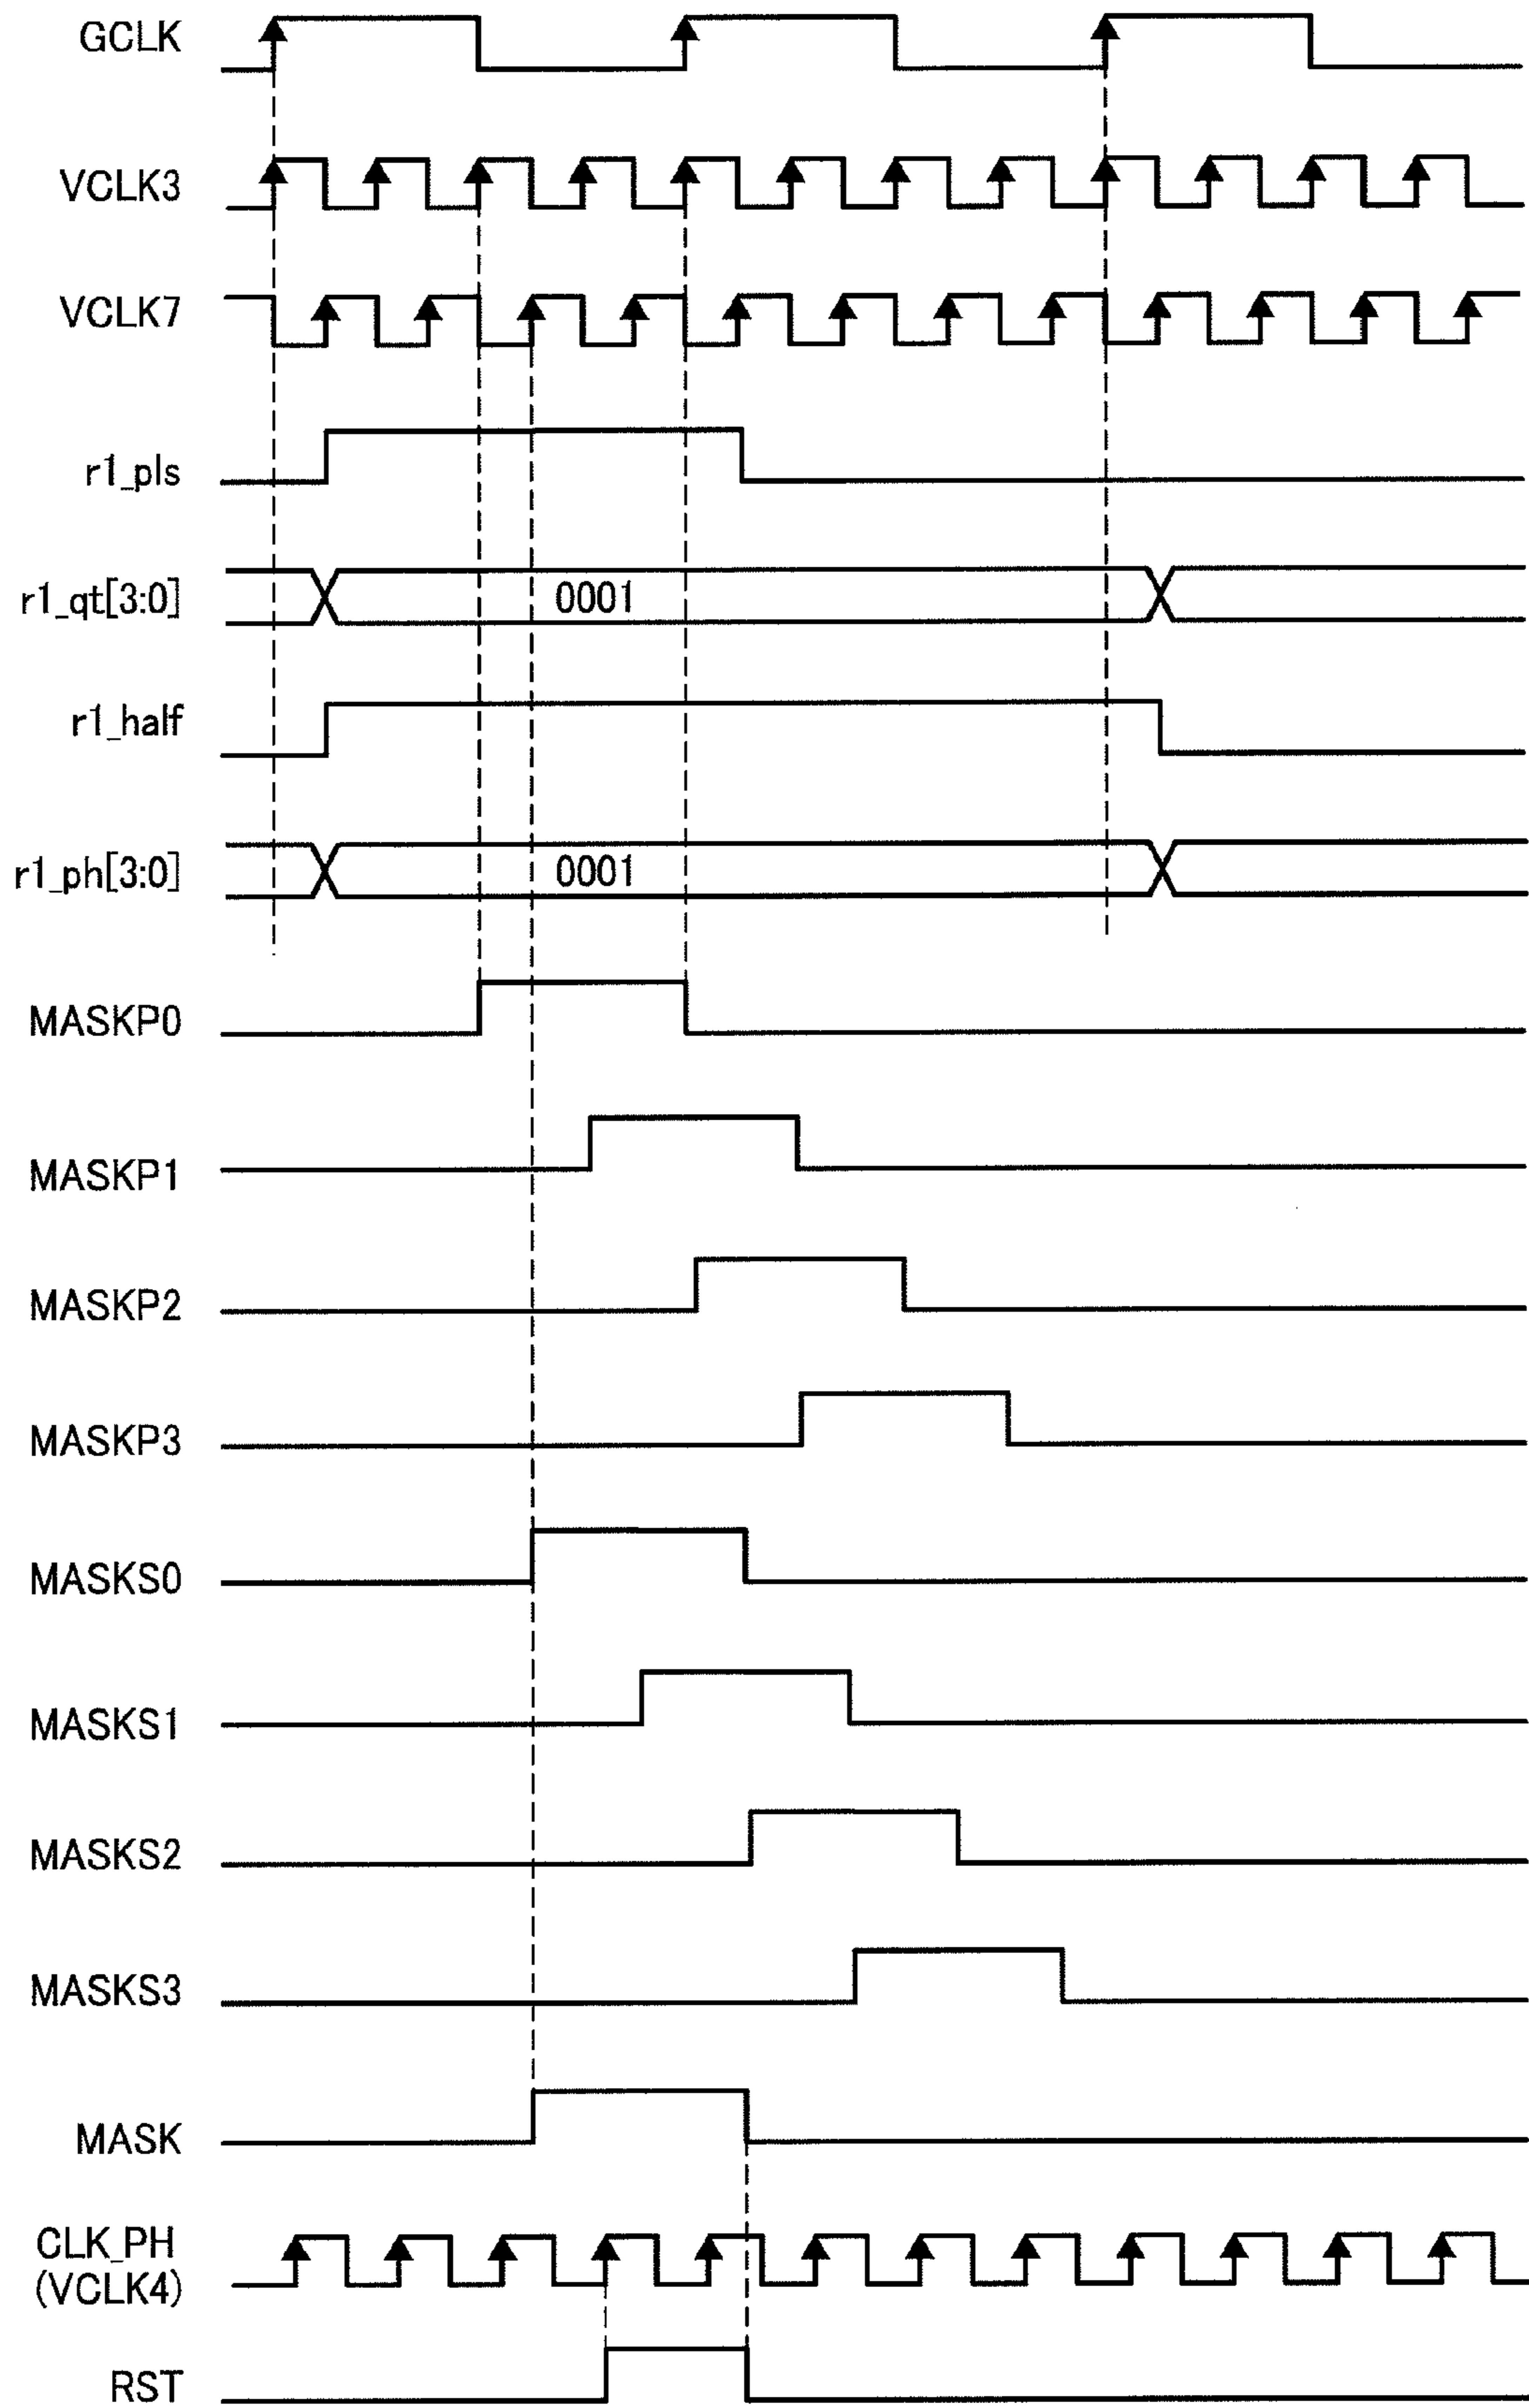 GCLK
VCLK3
VCLK7
r1_pls
r1_qt[3:0]
0001
r1_half
r1_ph[3:0]
0001
MASKP0
MASKP1
MASKP2
MASKP3
MASKS0
MASKS1
MASKS2
MASKS3
MASK
CLK_PH
(VCLK4)
RST